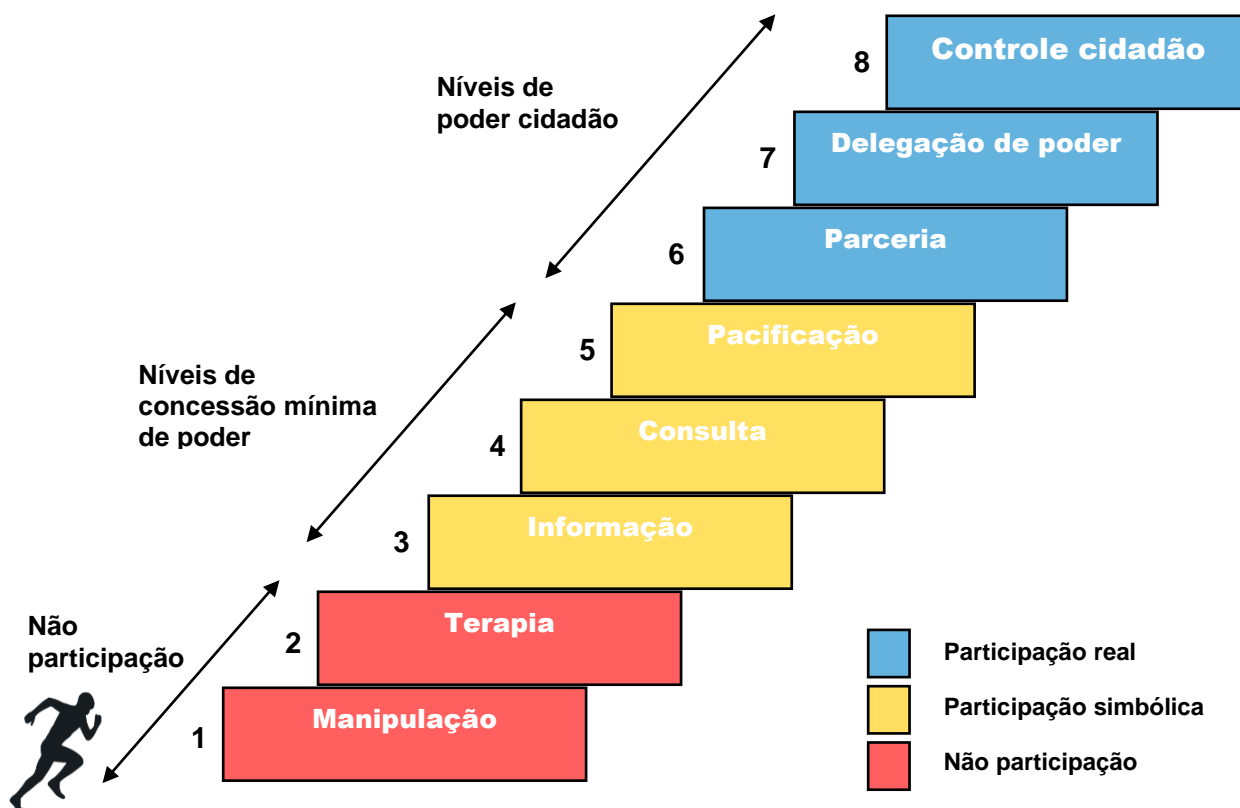 8
Controle cidadão
Níveis de
poder cidadão
7
Delegação de poder
6
Parceria
5
Pacificação
Níveis de
concessão mínima
de poder
4
Consulta
3
Informação
Não
participação
2
Terapia
1
Manipulação
Participação real
Participação simbólica
Não participação